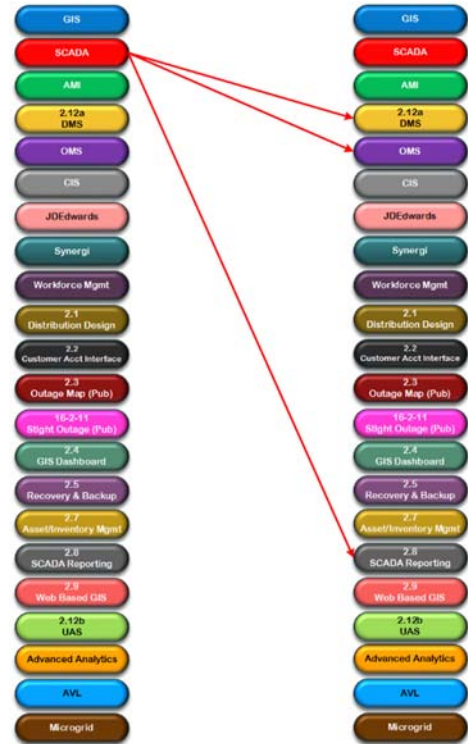 GIS
SCADA
AMI
2.12a
DMS
OMS
CIS
JDEdwards
Synergi
Workforce Mgmt
2.1
Distribution Design
2.2
Customer Acct Interface
2.3
Outage Map (Pub)
16-2-11
Stlght Outage (Pub)
2.4
GIS Dashboard
2.5
Recovery & Backup
2.7
Asset/Inventory Mgmt
2.8
SCADA Reporting
2.9
Web Based GIS
2.12b
UAS
Advanced Analytics
AVL
Microgrid
GIS
SCADA
AMI
2.12a
DMS
OMS
CIS
JDEdwards
Synergi
Workforce Mgmt
2.1
Distribution Design
2.2
Customer Acct Interface
2.3
Outage Map (Pub)
16-2-11
Stlght Outage (Pub)
2.4
GIS Dashboard
2.5
Recovery & Backup
2.7
Asset/Inventory Mgmt
2.8
SCADA Reporting
2.9
Web Based GIS
2.12b
UAS
Advanced Analytics
AVL
Microgrid